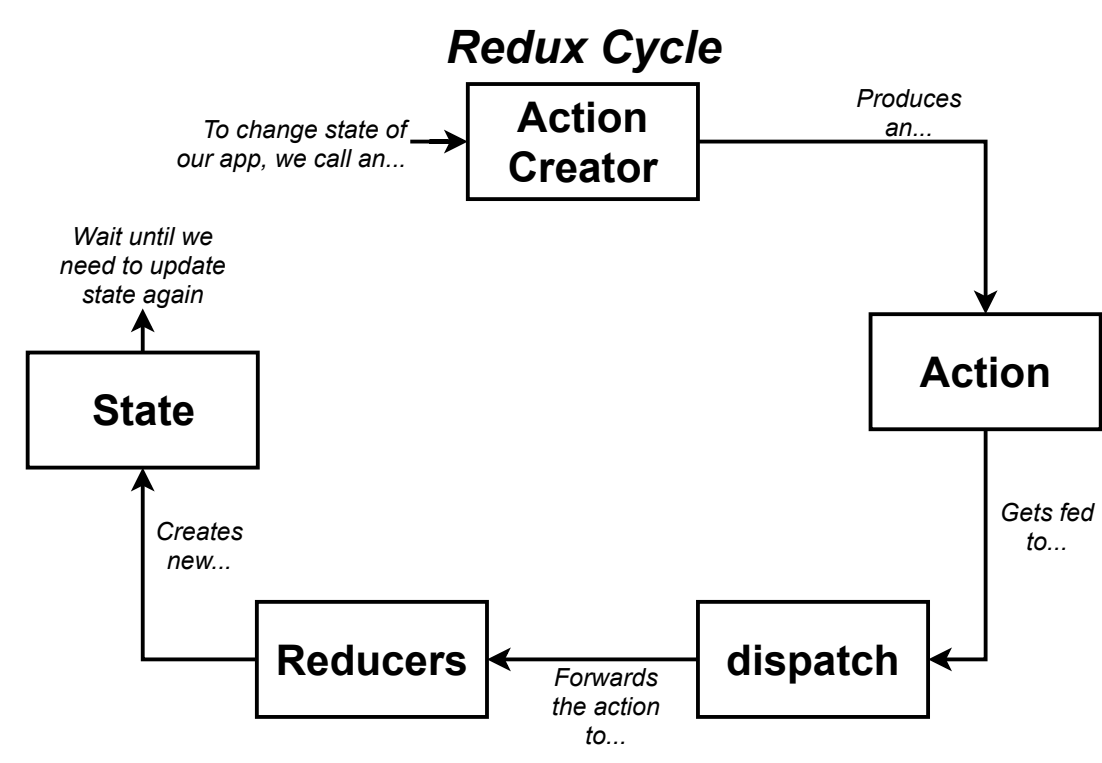 Redux Cycle
To change state of
our app, we call an...
Action
Creator
Produces
an...
Action
Gets fed
to...
dispatch
Forwards
the action
to...
Reducers
Creates
new...
State
Wait until we
need to update
state again